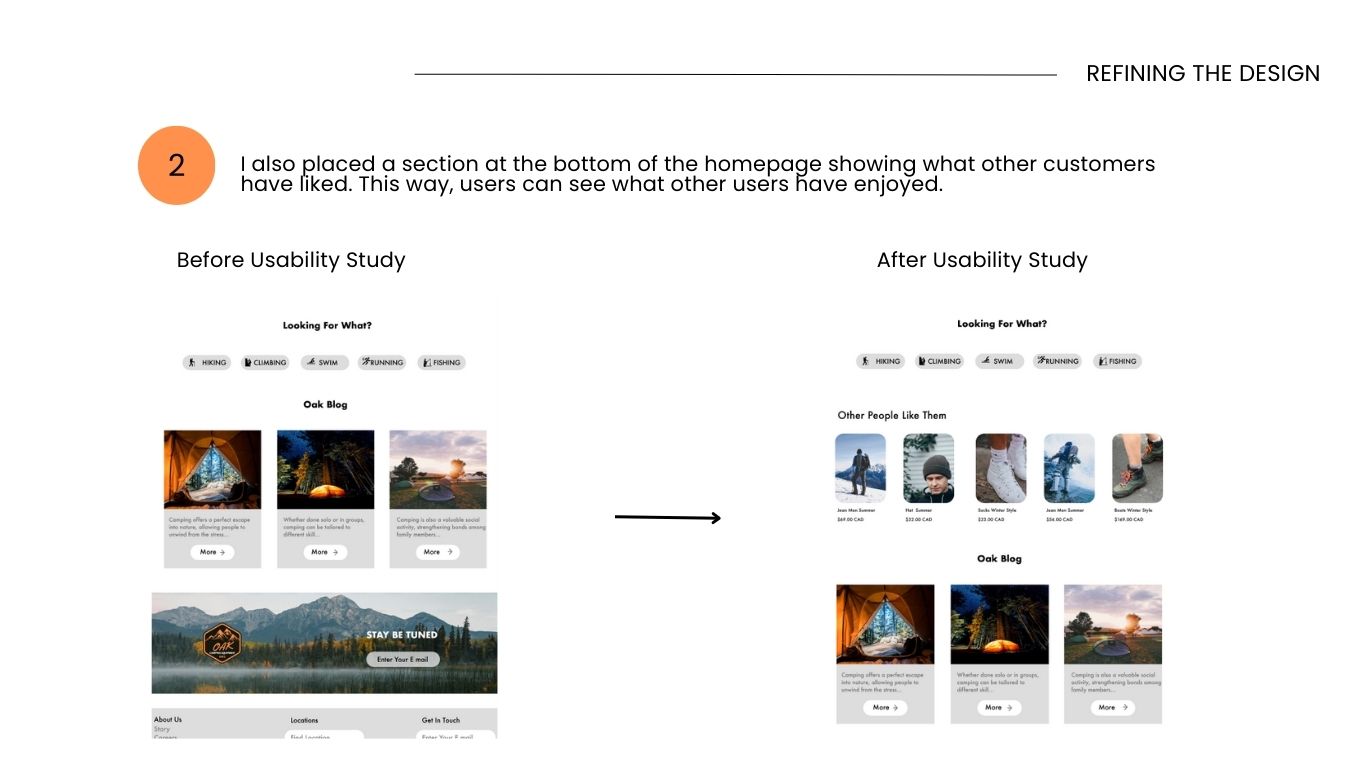 REFINING THE DESIGN
2
I also placed a section at the bottom of the homepage showing what other customers
have liked. This way, users can see what other users have enjoyed.
Before Usability Study
Looking For What?
HIKING CLIMBING SWIM RUNNING FISHING
Oak Blog
Camping offers a perfect escape
into nature, allowing people to
unwind from the stress...
More →
Whether done solo or in groups,
camping can be tailored to
different skill...
More →
Camping is also a valuable social
activity, strengthening bonds among
family members...
More →
OAK
STAY BE TUNED
Enter Your E mail
About Us
Story
Careers
Locations
Find Location
Get In Touch
Enter Your E mail
After Usability Study
Looking For What?
HIKING CLIMBING SWIM RUNNING FISHING
Other People Like Them
Jean Men Summer
$69.00 CAD
Hat Summer
$32.00 CAD
Socks Winter Style
$23.00 CAD
Jean Men Summer
$56.00 CAD
Boots Winter Style
$169.00 CAD
Oak Blog
Camping offers a perfect escape
into nature, allowing people to
unwind from the stress...
More →
Whether done solo or in groups,
camping can be tailored to
different skill...
More →
Camping is also a valuable social
activity, strengthening bonds among
family members...
More →